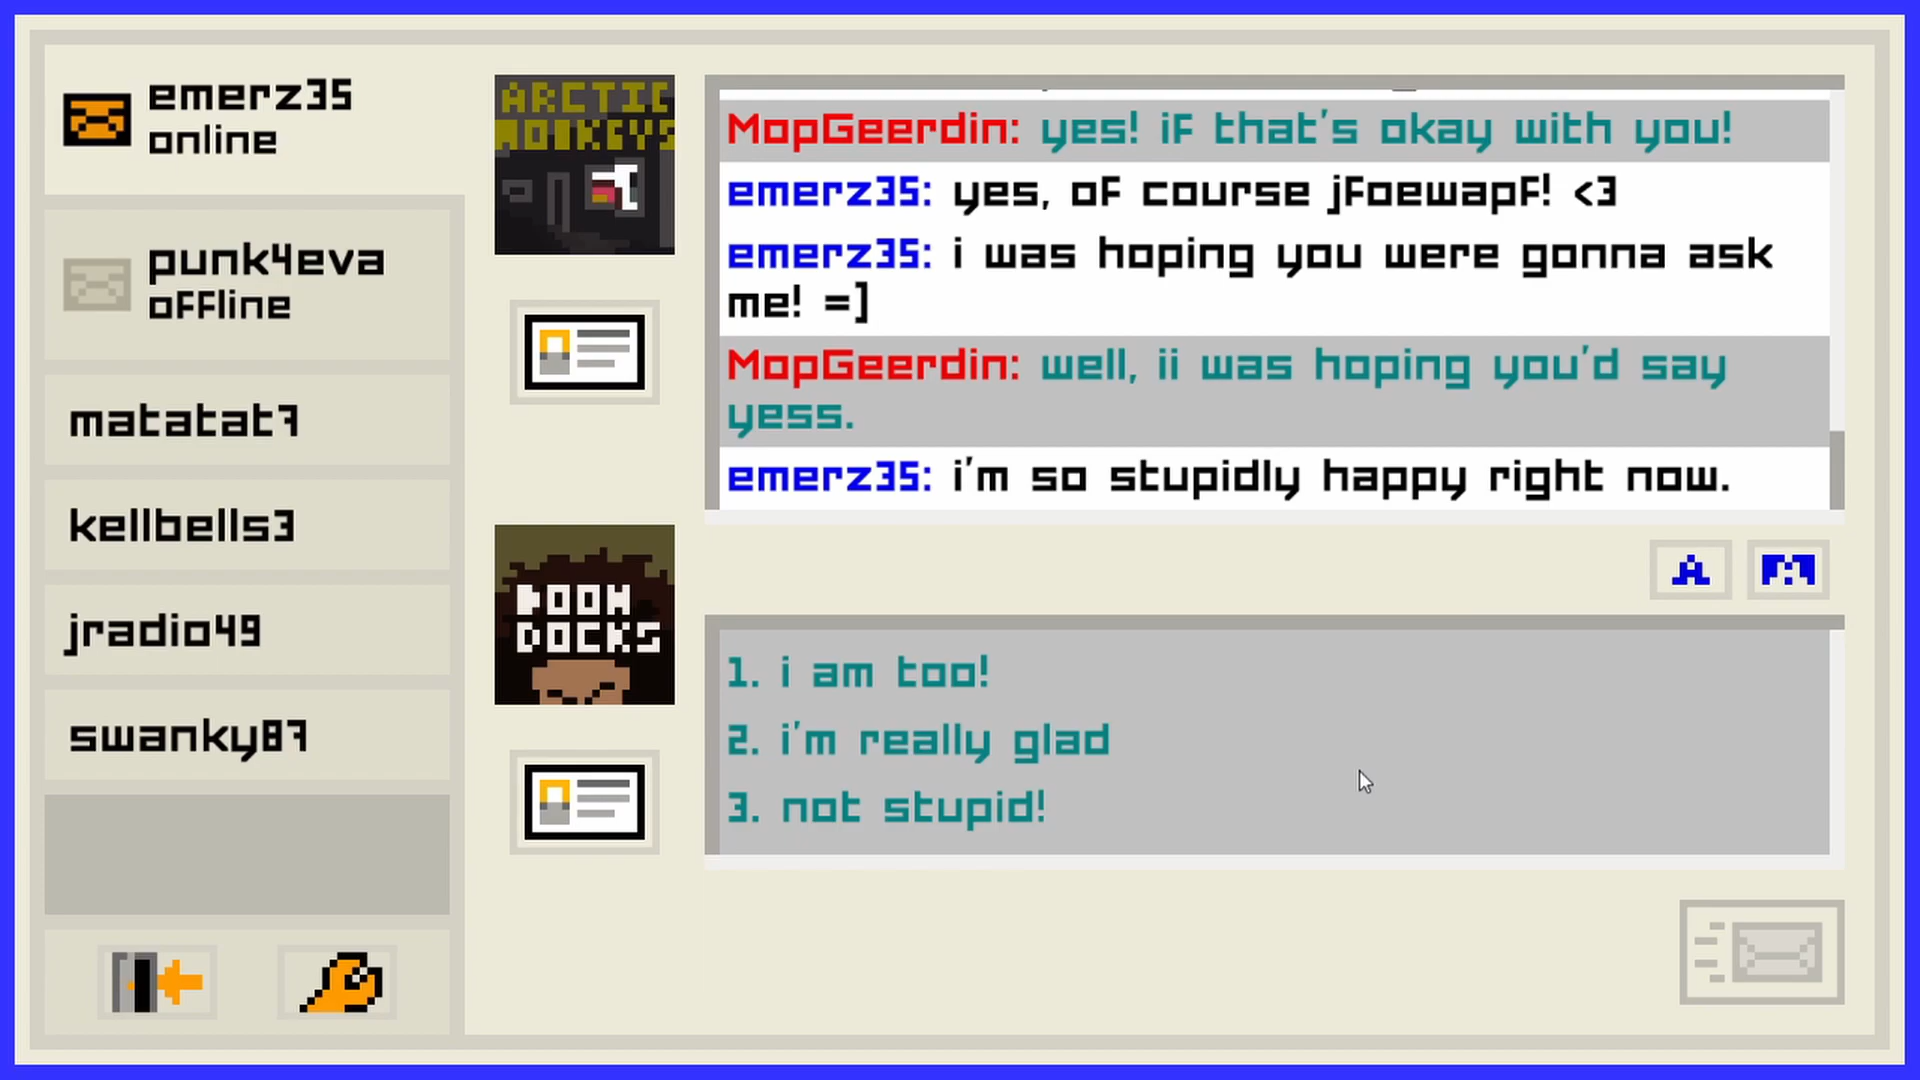 emerz35
online
punk4eva
offline
matatat7
kellbells3
jradio49
swanky87
ARCTIC
MONKEYS
MopGeerdin: yes! if that's okay with you!
emerz35: yes, of course jfoewapf! <3
emerz35: i was hoping you were gonna ask
me! =]
MopGeerdin: well, ii was hoping you'd say
yess.
emerz35: i'm so stupidly happy right now.
BOON
DOCKS
A
1. i am too!
2. i'm really glad
3. not stupid!